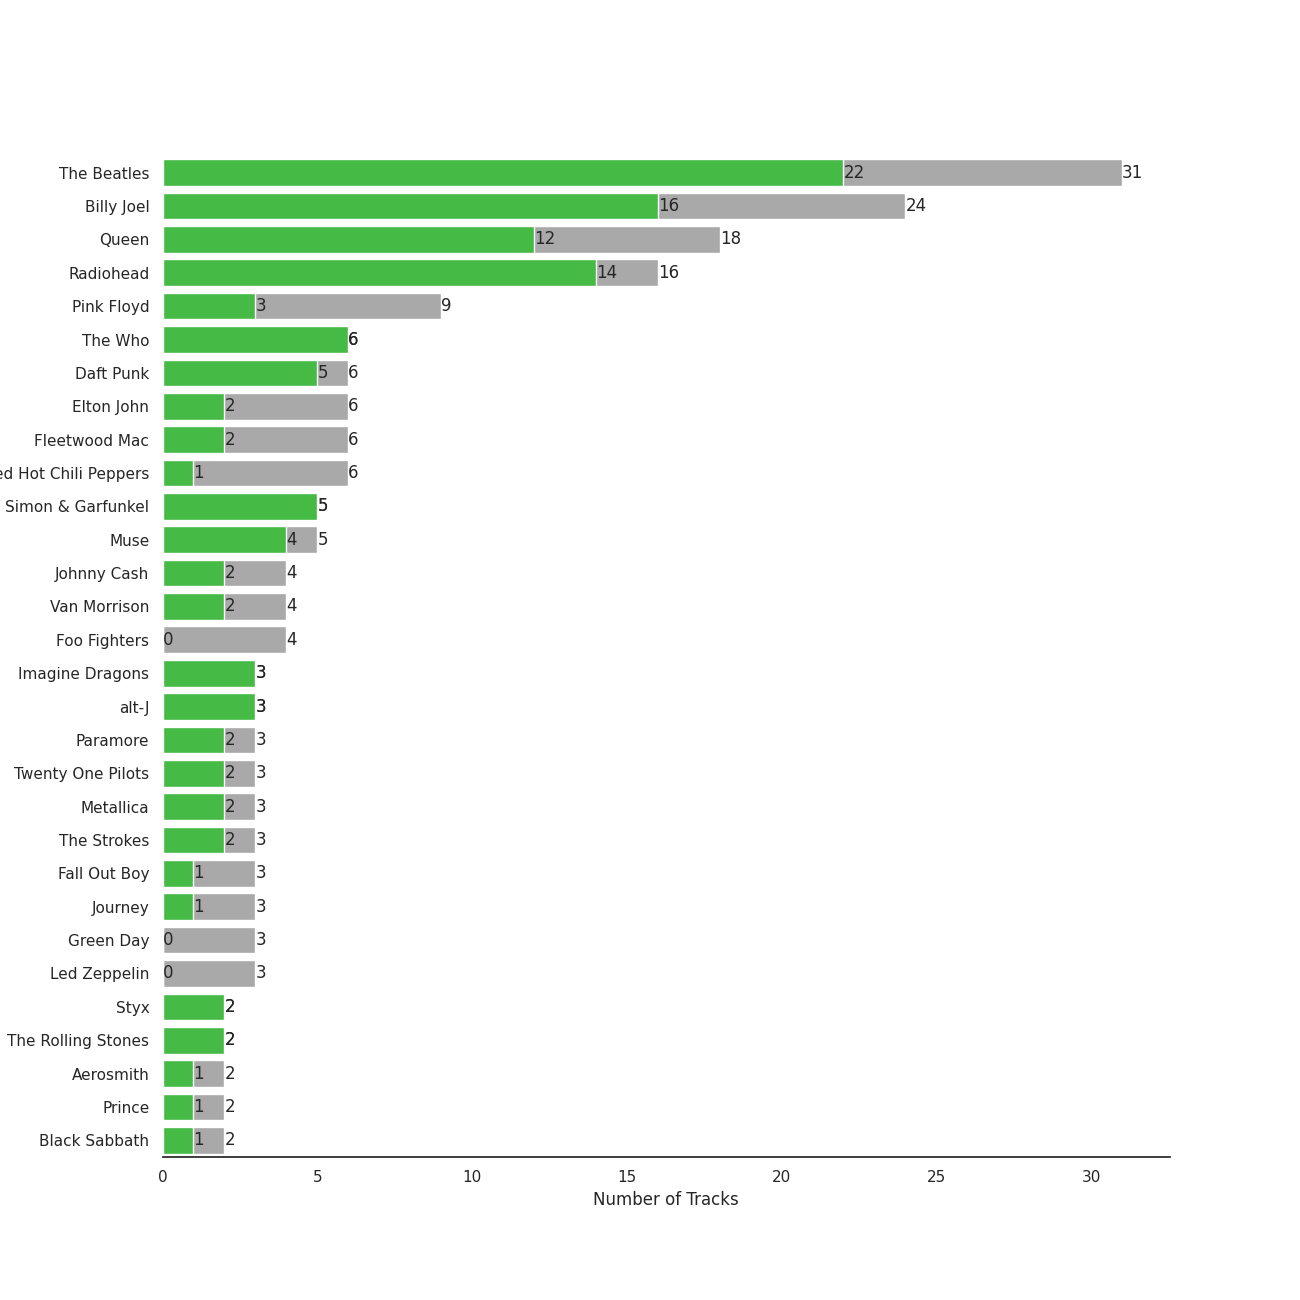 The Beatles 22 31
Billy Joel 16 24
Queen 12 18
Radiohead 14 16
Pink Floyd 3 9
The Who 6
Daft Punk 5 6
Elton John 2 6
Fleetwood Mac 2 6
ed Hot Chili Peppers 1 6
Simon & Garfunkel 5
Muse 4 5
Johnny Cash 2 4
Van Morrison 2 4
Foo Fighters 0 4
Imagine Dragons 3
alt-J 3
Paramore 2 3
Twenty One Pilots 2 3
Metallica 2 3
The Strokes 2 3
Fall Out Boy 1 3
Journey 1 3
Green Day 0 3
Led Zeppelin 0 3
Styx 2
The Rolling Stones 2
Aerosmith 1 2
Prince 1 2
Black Sabbath 1 2
0 5 10 15 20 25 30
Number of Tracks